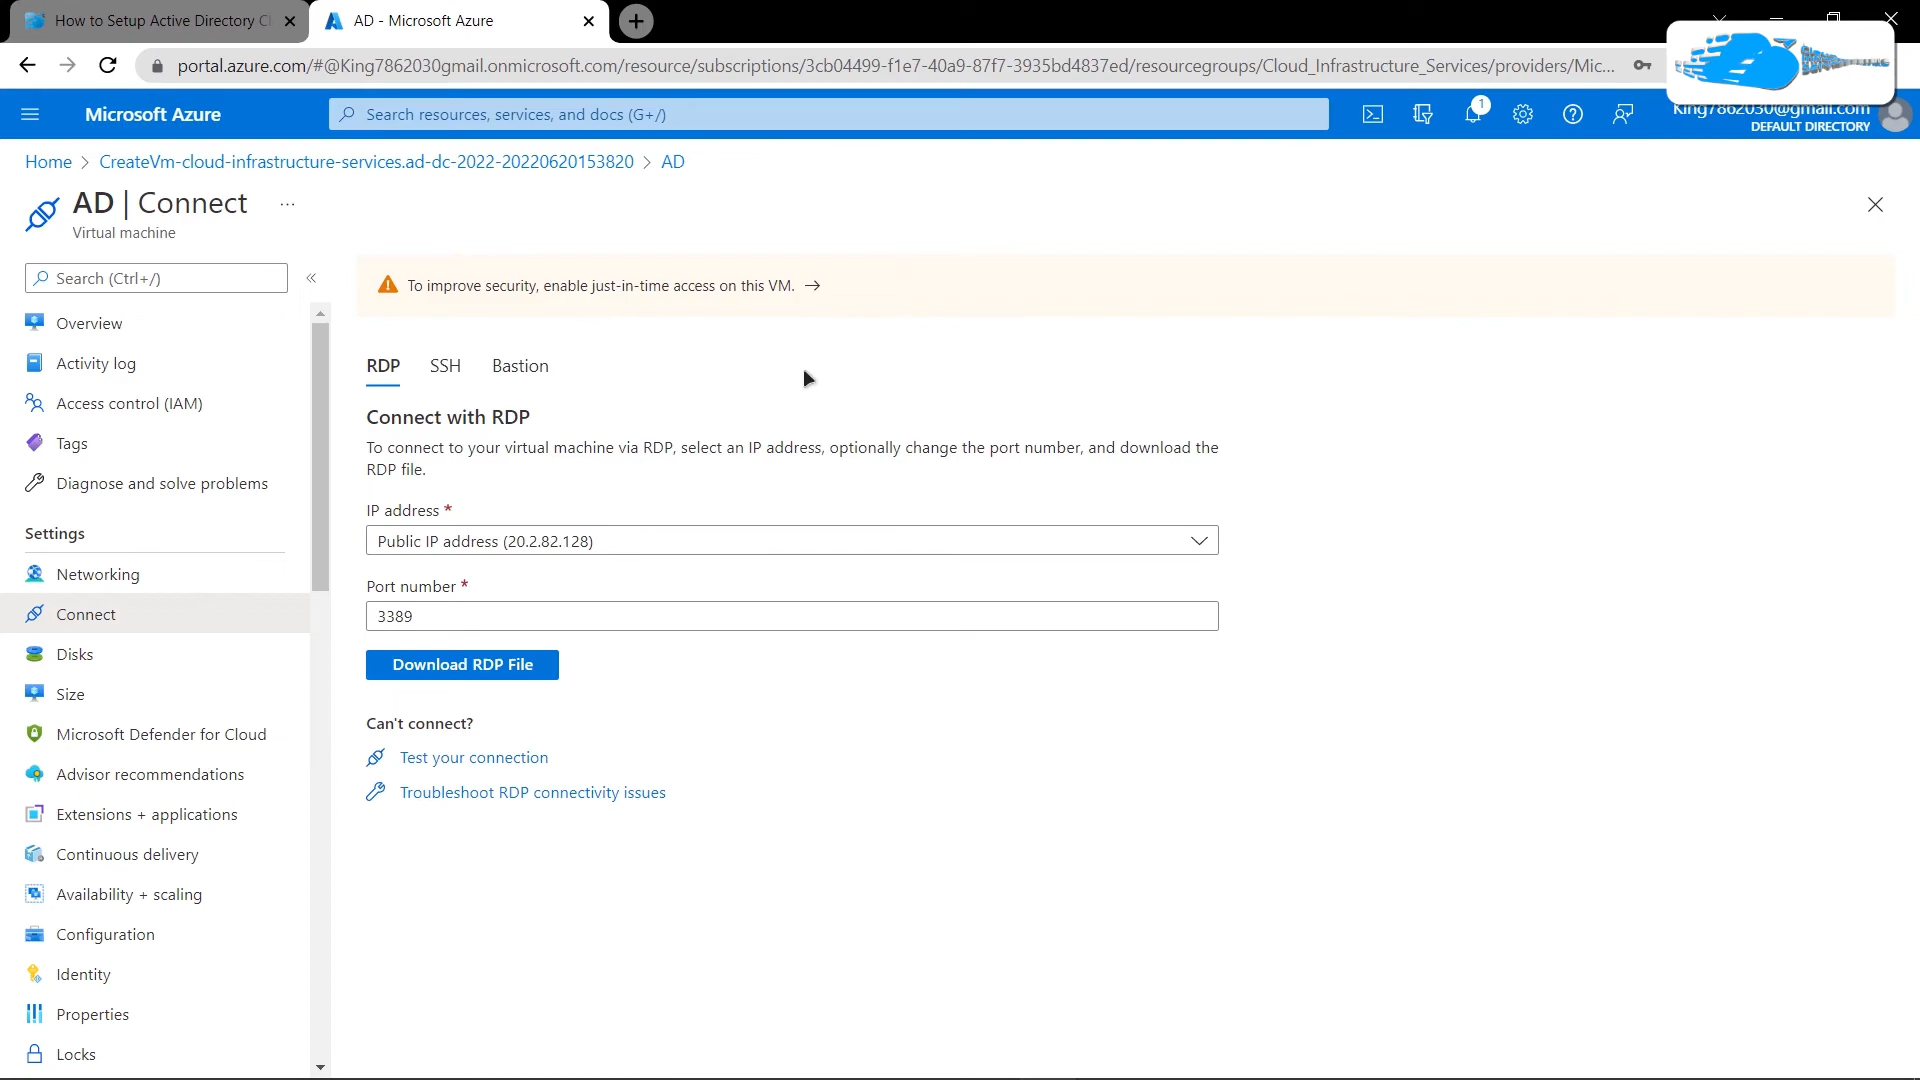 How to Setup Active Directory C
AD - Microsoft Azure
portal.azure.com/#@King7862030gmail.onmicrosoft.com/resource/subscriptions/3cb04499-f1e7-40a9-87f7-3935bd4837ed/resourcegroups/Cloud_Infrastructure_Services/providers/Mic...
Microsoft Azure
Search resources, services, and docs (G+/)
1
King7862030@gmail.com
DEFAULT DIRECTORY
Home > CreateVm-cloud-infrastructure-services.ad-dc-2022-20220620153820 > AD
AD | Connect ...
Virtual machine
Search (Ctrl+/)
«
To improve security, enable just-in-time access on this VM. →
Overview
Activity log
Access control (IAM)
Tags
Diagnose and solve problems
Settings
Networking
Connect
Disks
Size
Microsoft Defender for Cloud
Advisor recommendations
Extensions + applications
Continuous delivery
Availability + scaling
Configuration
Identity
Properties
Locks
RDP SSH Bastion
Connect with RDP
To connect to your virtual machine via RDP, select an IP address, optionally change the port number, and download the
RDP file.
IP address *
Public IP address (20.2.82.128)
Port number *
3389
Download RDP File
Can't connect?
Test your connection
Troubleshoot RDP connectivity issues